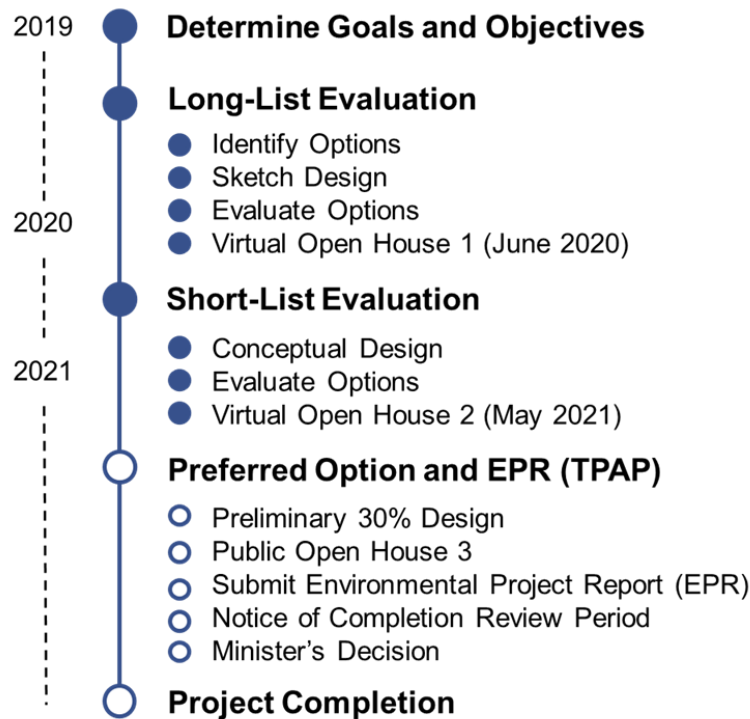 2019
Determine Goals and Objectives
Long-List Evaluation
Identify Options
Sketch Design
2020
Evaluate Options
Virtual Open House 1 (June 2020)
Short-List Evaluation
Conceptual Design
2021
Evaluate Options
Virtual Open House 2 (May 2021)
Preferred Option and EPR (TPAP)
Preliminary 30% Design
Public Open House 3
Submit Environmental Project Report (EPR)
Notice of Completion Review Period
Minister's Decision
Project Completion